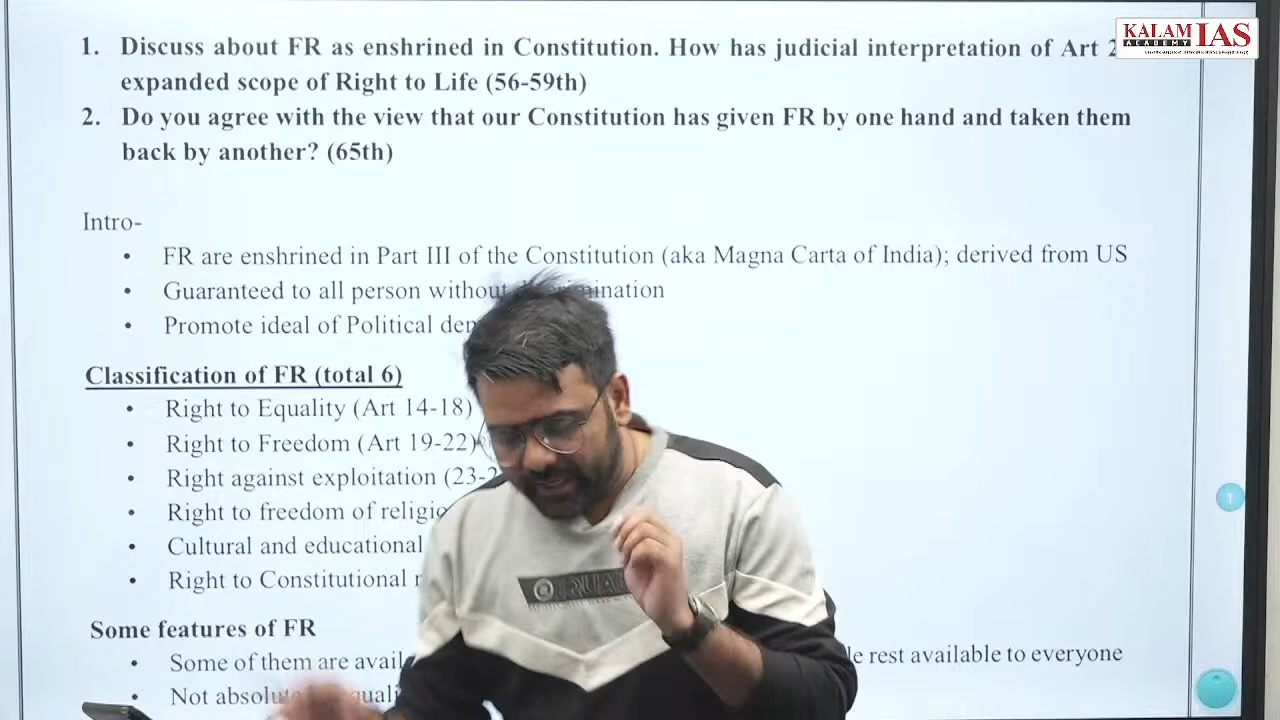 KALAM IAS
ACADEMY
1. Discuss about FR as enshrined in Constitution. How has judicial interpretation of Art 2
expanded scope of Right to Life (56-59th)
2. Do you agree with the view that our Constitution has given FR by one hand and taken them
back by another? (65th)
Intro-
• FR are enshrined in Part III of the Constitution (aka Magna Carta of India); derived from US
• Guaranteed to all person without
• Promote ideal of Political
Classification of FR (total 6)
• Right to Equality (Art 14-18)
• Right to Freedom (Art 19-22)
• Right against exploitation (23-
• Right to freedom of
• Cultural and educational
• Right to Constitutional
Some features of FR
• Some of them are rest available to everyone
• Not